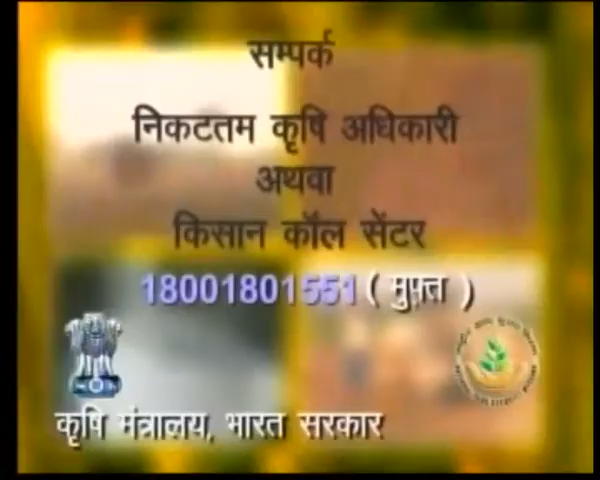 सम्पर्क
निकटतम कृषि अधिकारी
अथवा
किसान कॉल सेंटर
18001801551 ( मुफ़्त )
कृषि मंत्रालय, भारत सरकार